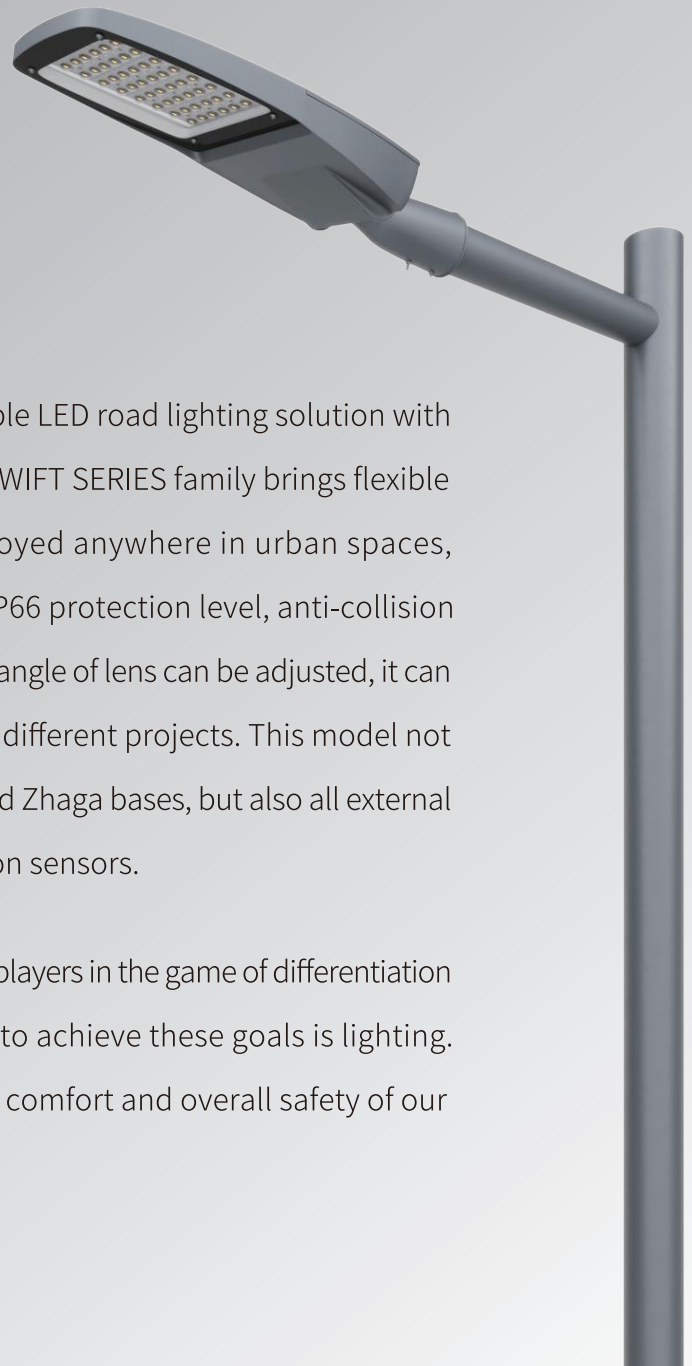 ble LED road lighting solution with
WIFT SERIES family brings flexible
oyed anywhere in urban spaces,
P66 protection level, anti-collision
angle of lens can be adjusted, it can
different projects. This model not
d Zhaga bases, but also all external
on sensors.
players in the game of differentiation
to achieve these goals is lighting.
comfort and overall safety of our